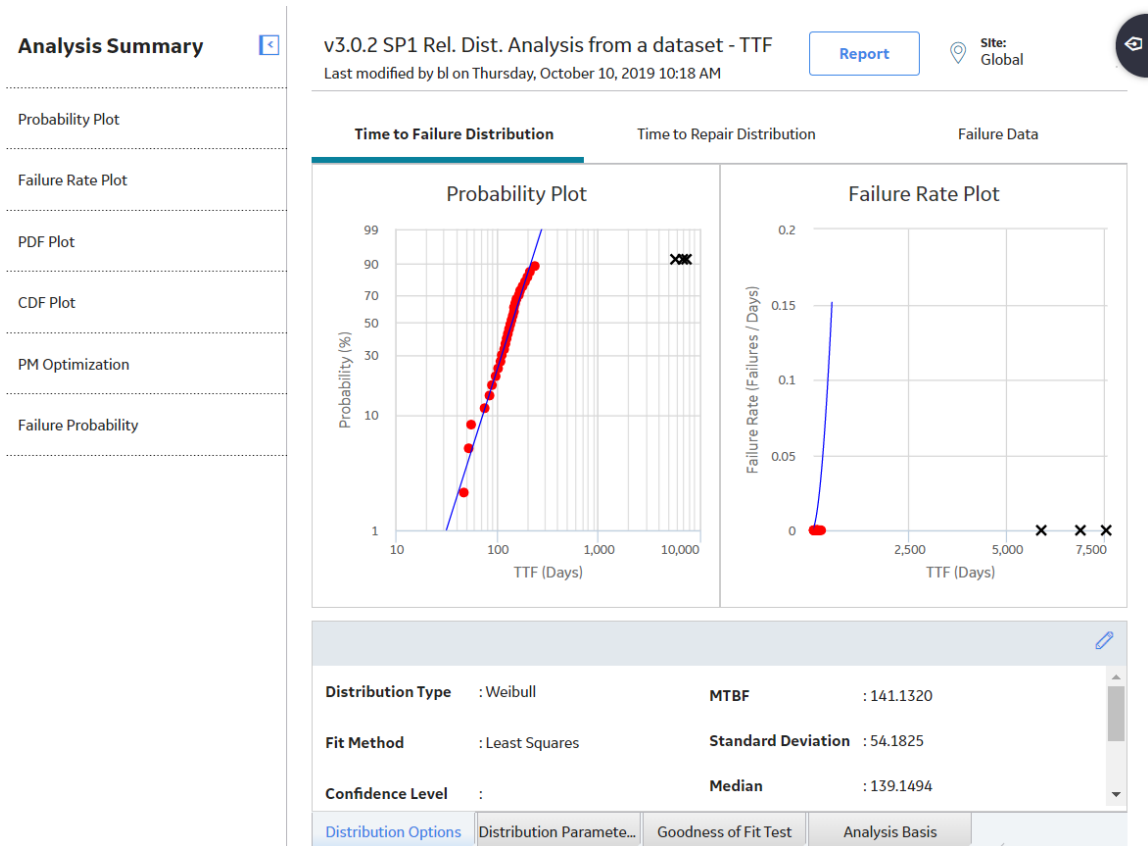 Analysis Summary
Probability Plot
Failure Rate Plot
PDF Plot
CDF Plot
PM Optimization
Failure Probability
v3.0.2 SP1 Rel. Dist. Analysis from a dataset - TTF
Last modified by bl on Thursday, October 10, 2019 10:18 AM
Report
Site:
Global
Time to Failure Distribution
Time to Repair Distribution
Failure Data
Probability Plot
99
90
70
50
30
10
1
Probability (%)
10 100 1,000 10,000
TTF (Days)
Failure Rate Plot
0.2
0.15
0.1
0.05
0
Failure Rate (Failures / Days)
2,500 5,000 7,500
TTF (Days)
Distribution Type : Weibull
Fit Method : Least Squares
Confidence Level :
MTBF : 141.1320
Standard Deviation : 54.1825
Median : 139.1494
Distribution Options
Distribution Paramete...
Goodness of Fit Test
Analysis Basis